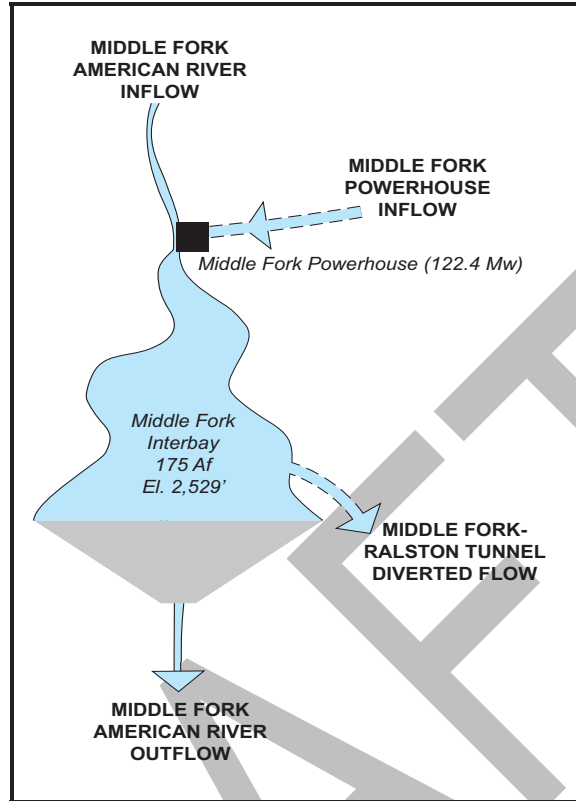 MIDDLE FORK
AMERICAN RIVER
INFLOW
MIDDLE FORK
POWERHOUSE
INFLOW
Middle Fork Powerhouse (122.4 Mw)
Middle Fork
Interbay
175 Af
El. 2,529’
MIDDLE FORK-
RALSTON TUNNEL
DIVERTED FLOW
MIDDLE FORK
AMERICAN RIVER
OUTFLOW